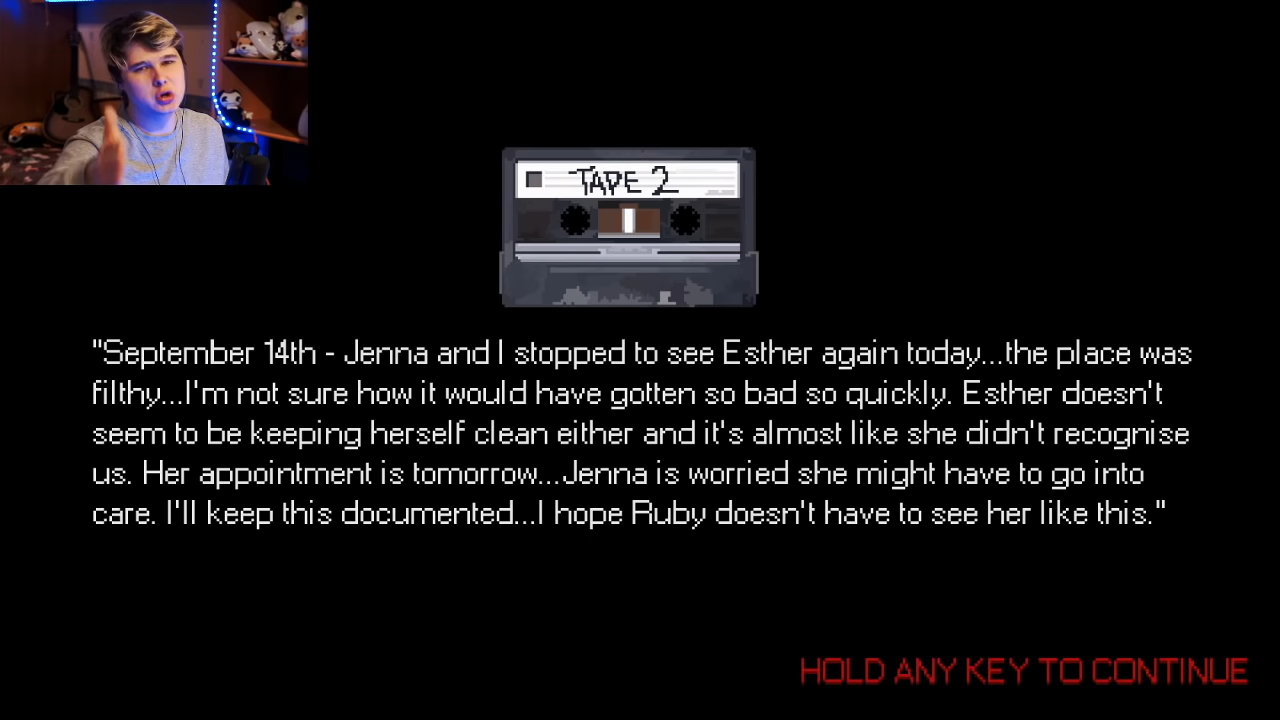 TAPE 2
"September 14th - Jenna and I stopped to see Esther again today...the place was
filthy...I'm not sure how it would have gotten so bad so quickly. Esther doesn't
seem to be keeping herself clean either and it's almost like she didn't recognise
us. Her appointment is tomorrow...Jenna is worried she might have to go into
care. I'll keep this documented...I hope Ruby doesn't have to see her like this."
HOLD ANY KEY TO CONTINUE